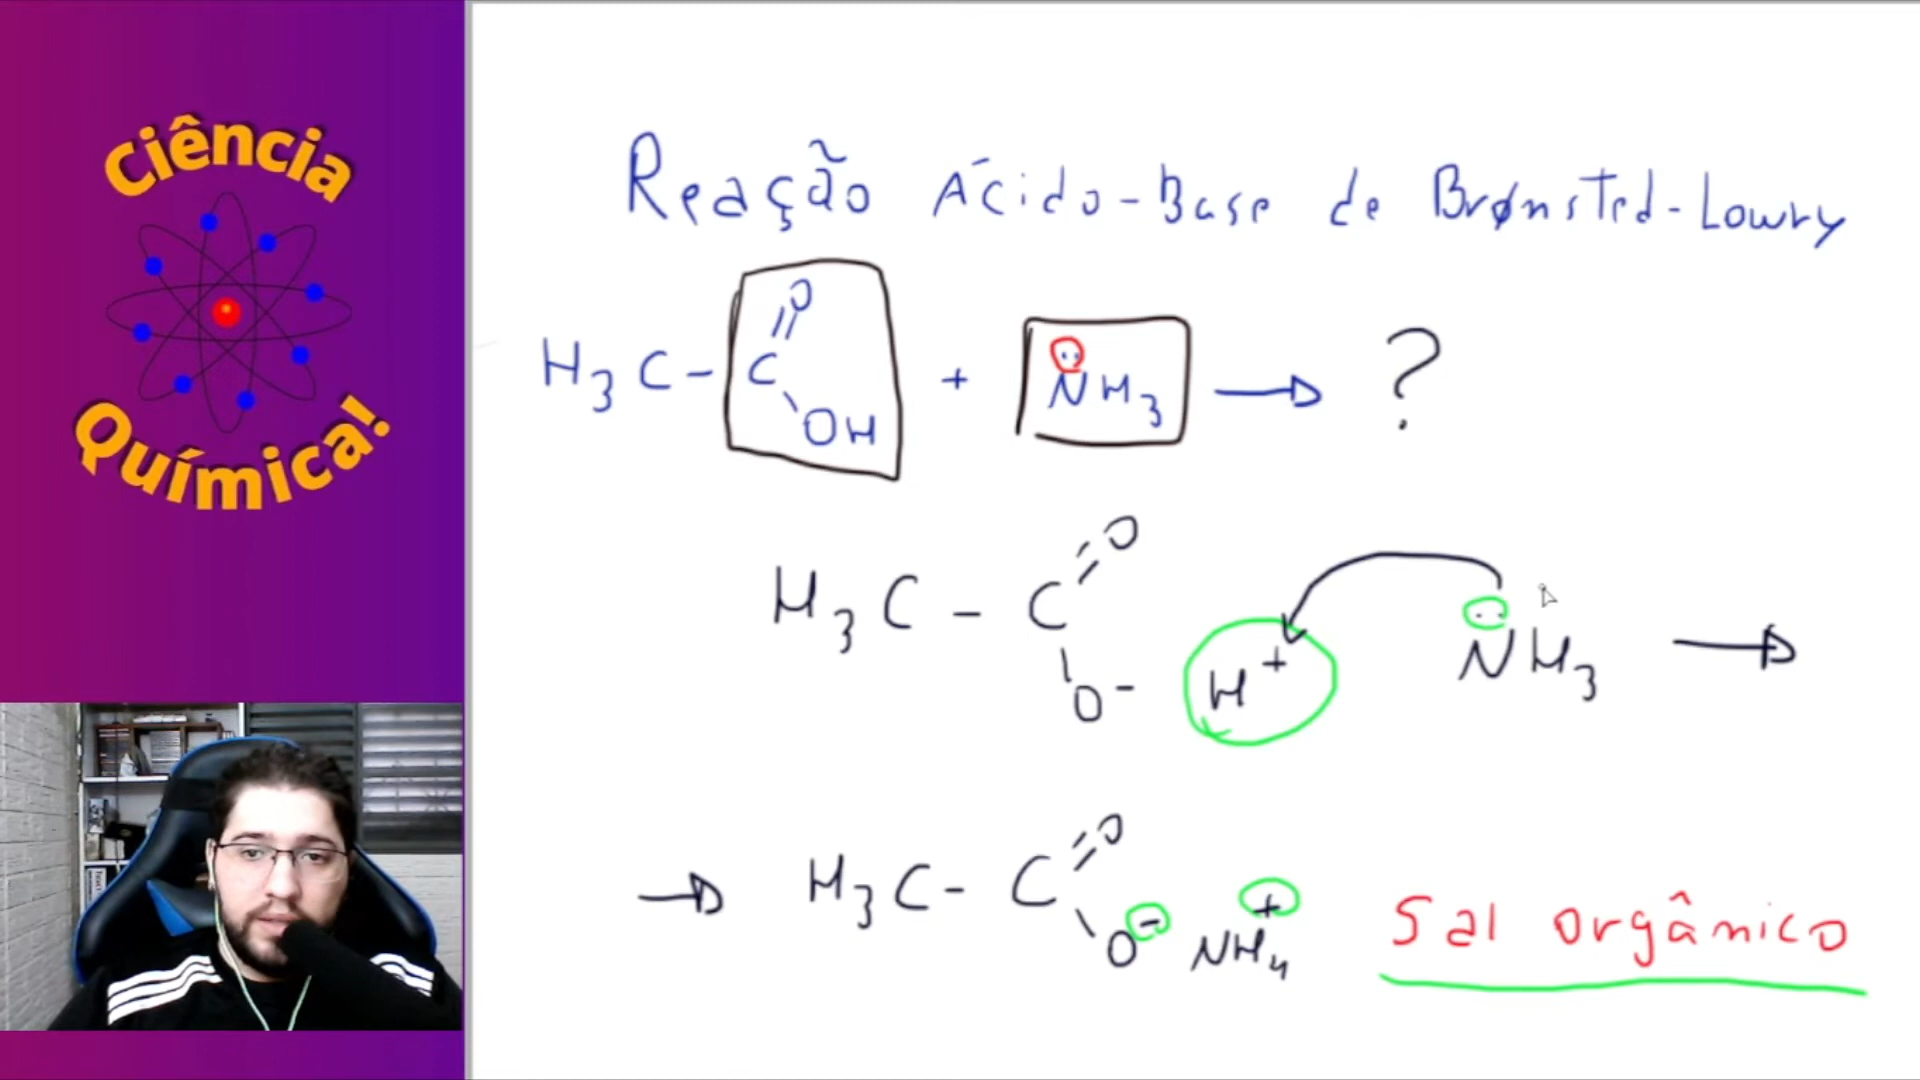 Ciência
Química!
Reação Ácido-Base de Brønsted-Lowry
O
H3C - C + NH3 → ?
OH
O
H3C - C
H+ NH3 →
O-
O
→ H3C - C
O- NH4+ Sal orgânico